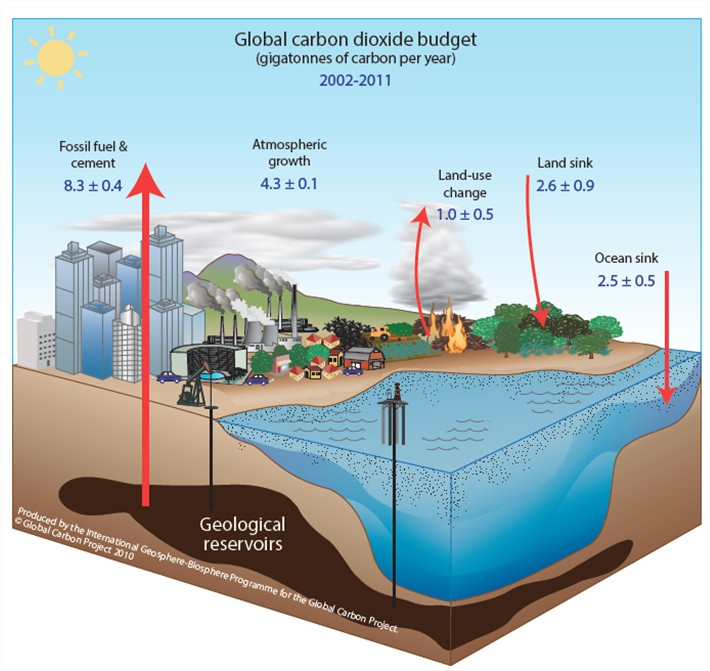 Global carbon dioxide budget
(gigatonnes of carbon per year)
2002-2011
Fossil fuel &
cement
8.3 ± 0.4
Atmospheric
growth
4.3 ± 0.1
Land-use
change
1.0 ± 0.5
Land sink
2.6 ± 0.9
Ocean sink
2.5 ± 0.5
Geological
reservoirs
Produced by the International Geosphere-Biosphere Programme for the Global Carbon Project.
© Global Carbon Project 2010